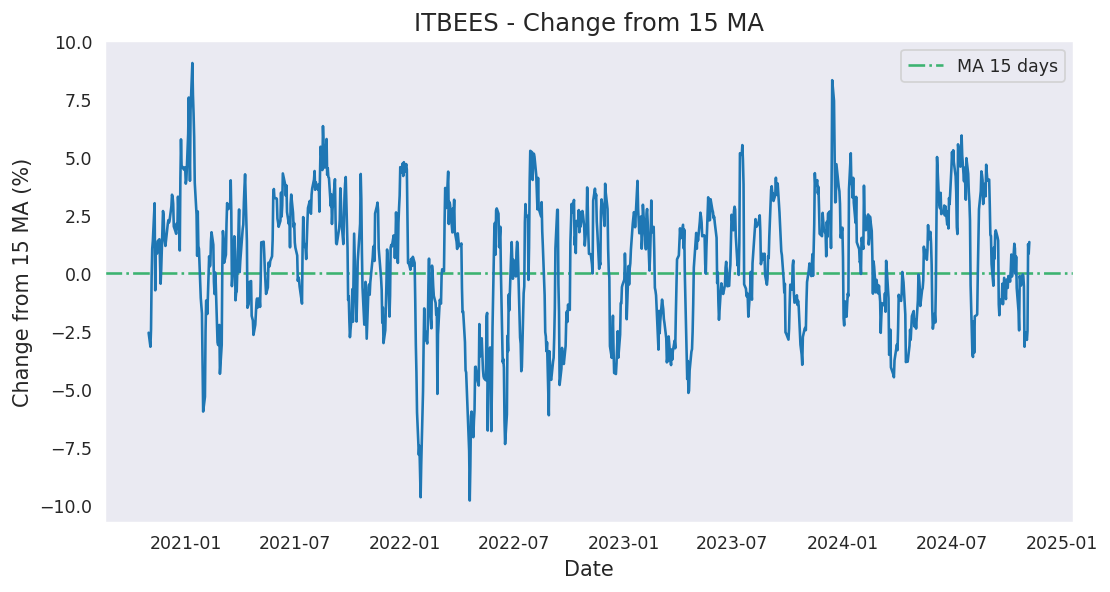 ITBEES - Change from 15 MA
MA 15 days
Change from 15 MA (%)
10.0
7.5
5.0
2.5
0.0
−2.5
−5.0
−7.5
−10.0
2021-01 2021-07 2022-01 2022-07 2023-01 2023-07 2024-01 2024-07 2025-01
Date